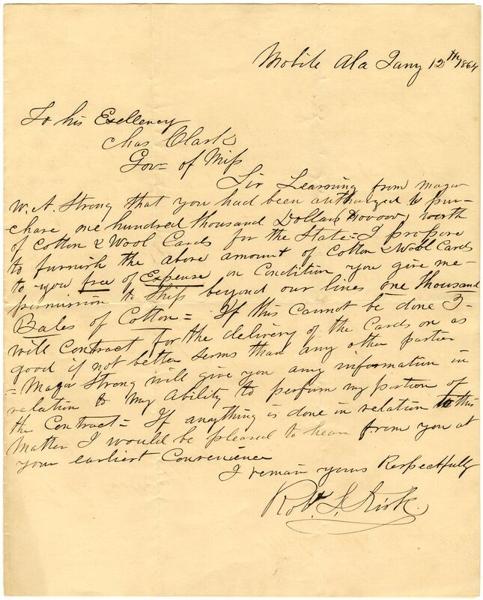 Mobile Ala Jany 12th 1864
To his Exellency
Chas Clark
Gov= of Miss
Sir Learning from Major
W. A. Strong that you had been authorized to pur-
chase one hundred thousand Dollars worth
of Cotton & Wool Cards for the State= I propose
to furnish the above amount of Cotton & Wool Cards
to you free of Expense on Condition you give me
permission to Ship beyond our lines one thousand
Bales of Cotton= If this cannot be done I-
will Contract for the delivery of the Cards on as
good if not better terms than any other parties
= Major Strong will give you any information in
relation to my Ability to perform my portion of
the Contract= If anything is done in relation to this
matter I would be pleased to hear from you at
your earliest Convenience
I remain yours Respectfully
Robt. S. Kirk